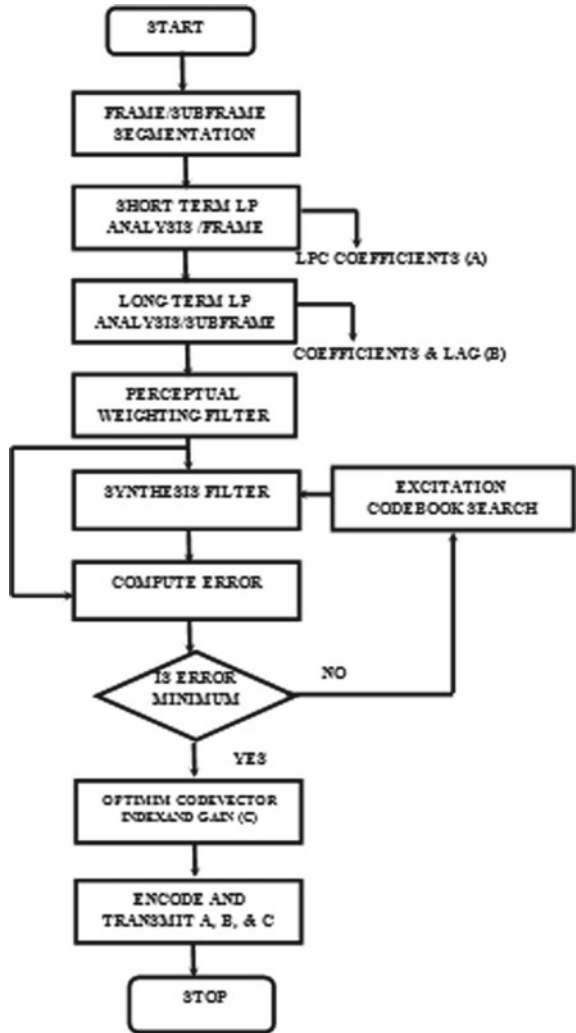 START
FRAME/SUBFRAME
SEGMENTATION
SHORT TERM LP
ANALYSIS /FRAME
LPC COEFFICIENTS (A)
LONG TERM LP
ANALYSIS/SUBFRAME
COEFFICIENTS & LAG (B)
PERCEPTUAL
WEIGHTING FILTER
SYNTHESIS FILTER
EXCITATION
CODEBOOK SEARCH
COMPUTE ERROR
IS ERROR
MINIMUM
NO
YES
OPTIMIM CODEVECTOR
INDEXAND GAIN (C)
ENCODE AND
TRANSMIT A, B, & C
STOP